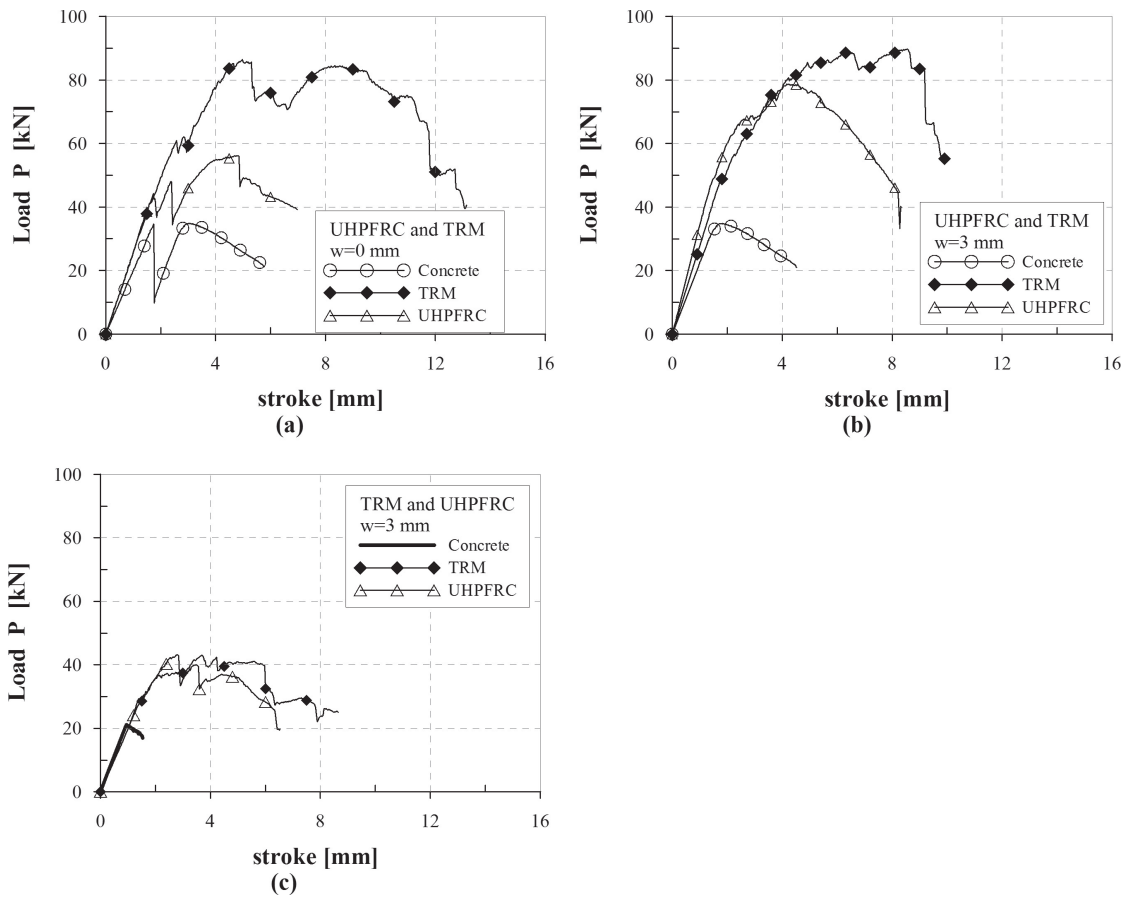 100
80
60
40
20
0
Load P [kN]
0 4 8 12 16
stroke [mm]
(a)
UHPFRC and TRM
w=0 mm
Concrete
TRM
UHPFRC
100
80
60
40
20
0
Load P [kN]
0 4 8 12 16
stroke [mm]
(b)
UHPFRC and TRM
w=3 mm
Concrete
TRM
UHPFRC
100
80
60
40
20
0
Load P [kN]
0 4 8 12 16
stroke [mm]
(c)
TRM and UHPFRC
w=3 mm
Concrete
TRM
UHPFRC